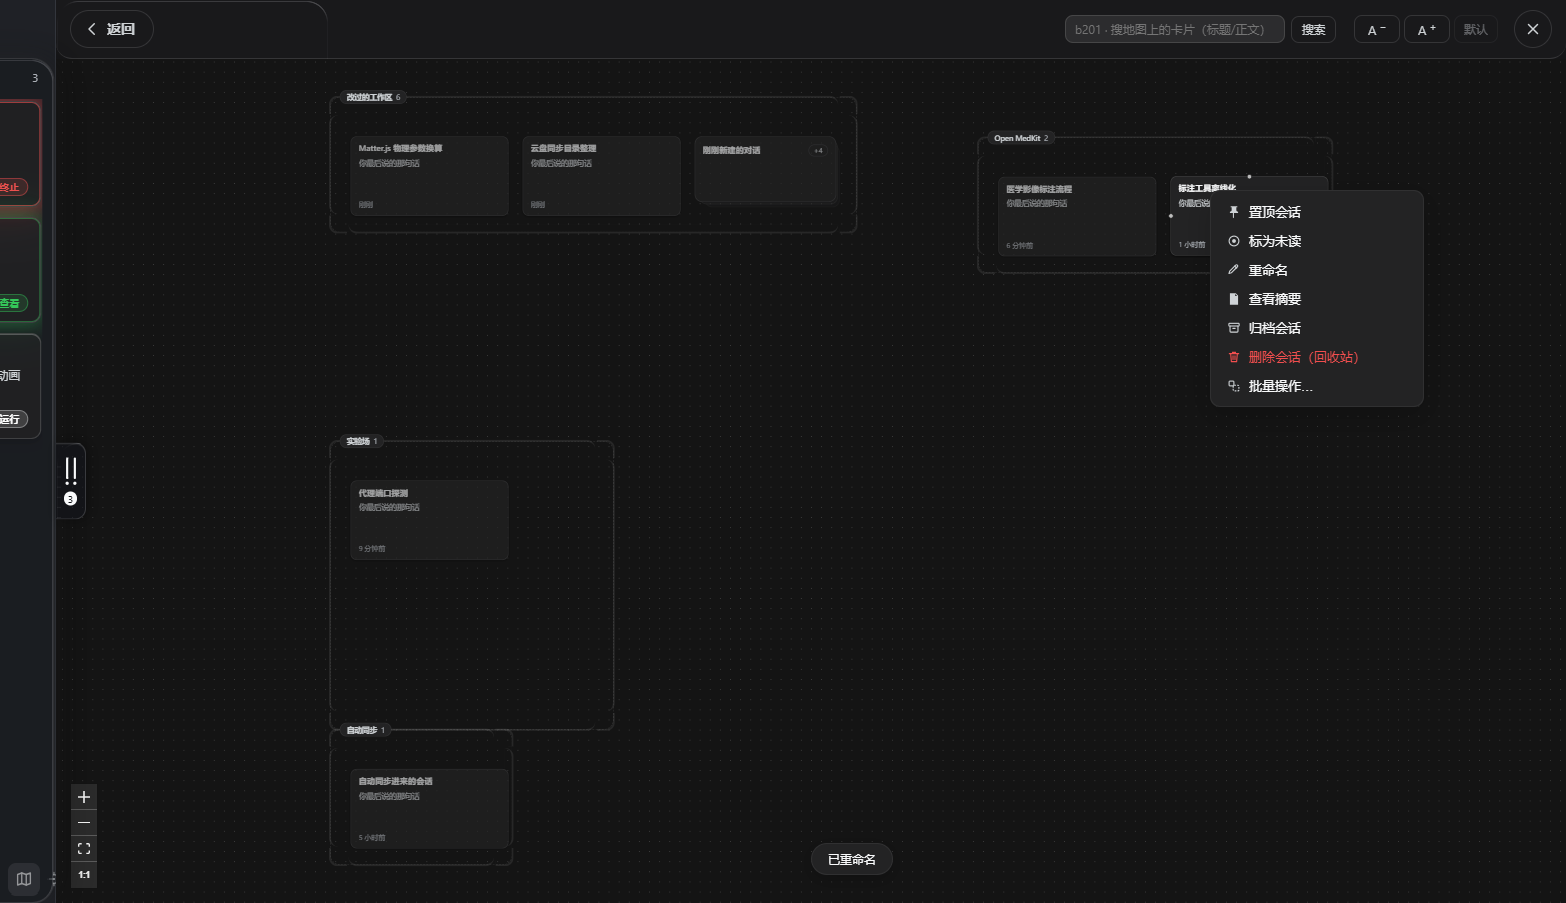 返回
b201 · 搜地图上的卡片（标题/正文）
搜索
A⁻
A⁺
默认
3
终止
查看
动画
运行
3
改过的工作区 6
Matter.js 物理参数换算
你最后说的那句话
刚刚
云盘同步目录整理
你最后说的那句话
刚刚
刚刚新建的对话
+4
Open MedKit 2
医学影像标注流程
你最后说的那句话
6 分钟前
标注工具离线化
你最后说
1 小时前
置顶会话
标为未读
重命名
查看摘要
归档会话
删除会话（回收站）
批量操作…
实验场 1
代理端口探测
你最后说的那句话
9 分钟前
自动同步 1
自动同步进来的会话
你最后说的那句话
5 小时前
1:1
已重命名